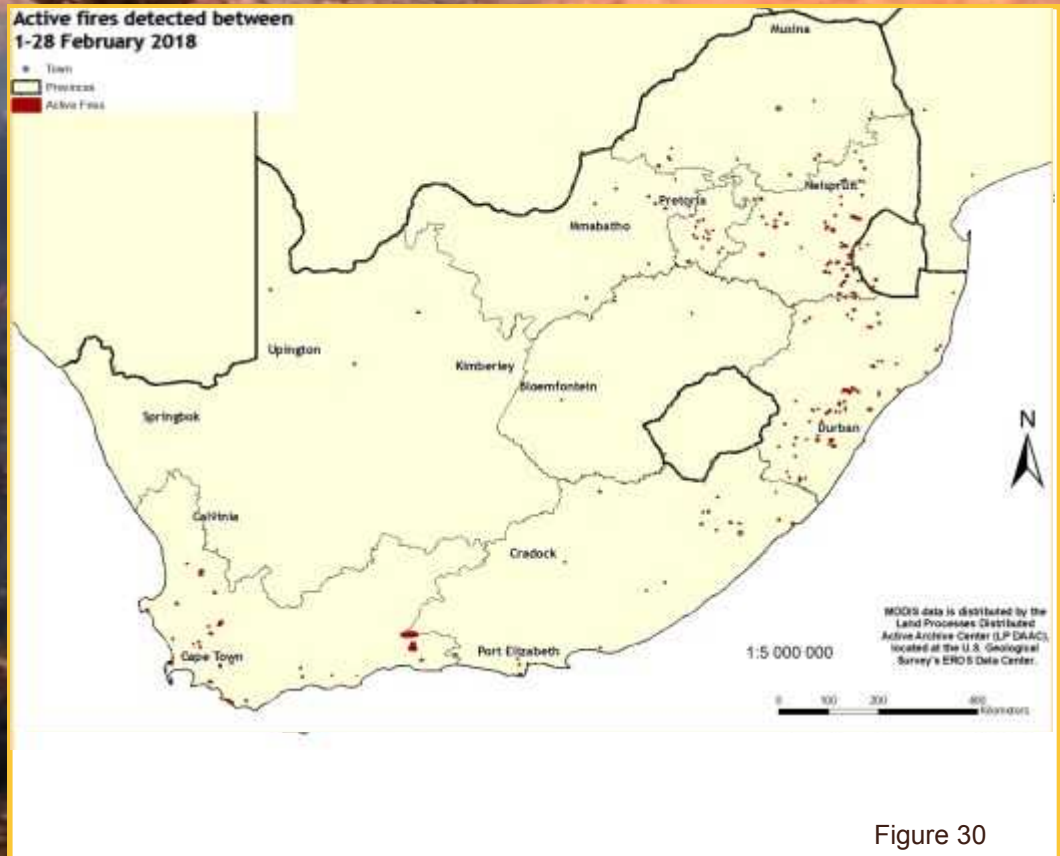 Active fires detected between
1-28 February 2018
Town
Provinces
Active Fires
Musina
Nelspruit
Pretoria
Mmabatho
Upington
Kimberley
Bloemfontein
Springbok
Durban
N
Calvinia
Cradock
MODIS data is distributed by the
Land Processes Distributed
Active Archive Center (LP DAAC),
located at the U.S. Geological
Survey's EROS Data Center.
Cape Town
Port Elizabeth
1:5 000 000
0 100 200 400
Kilometers
Figure 30